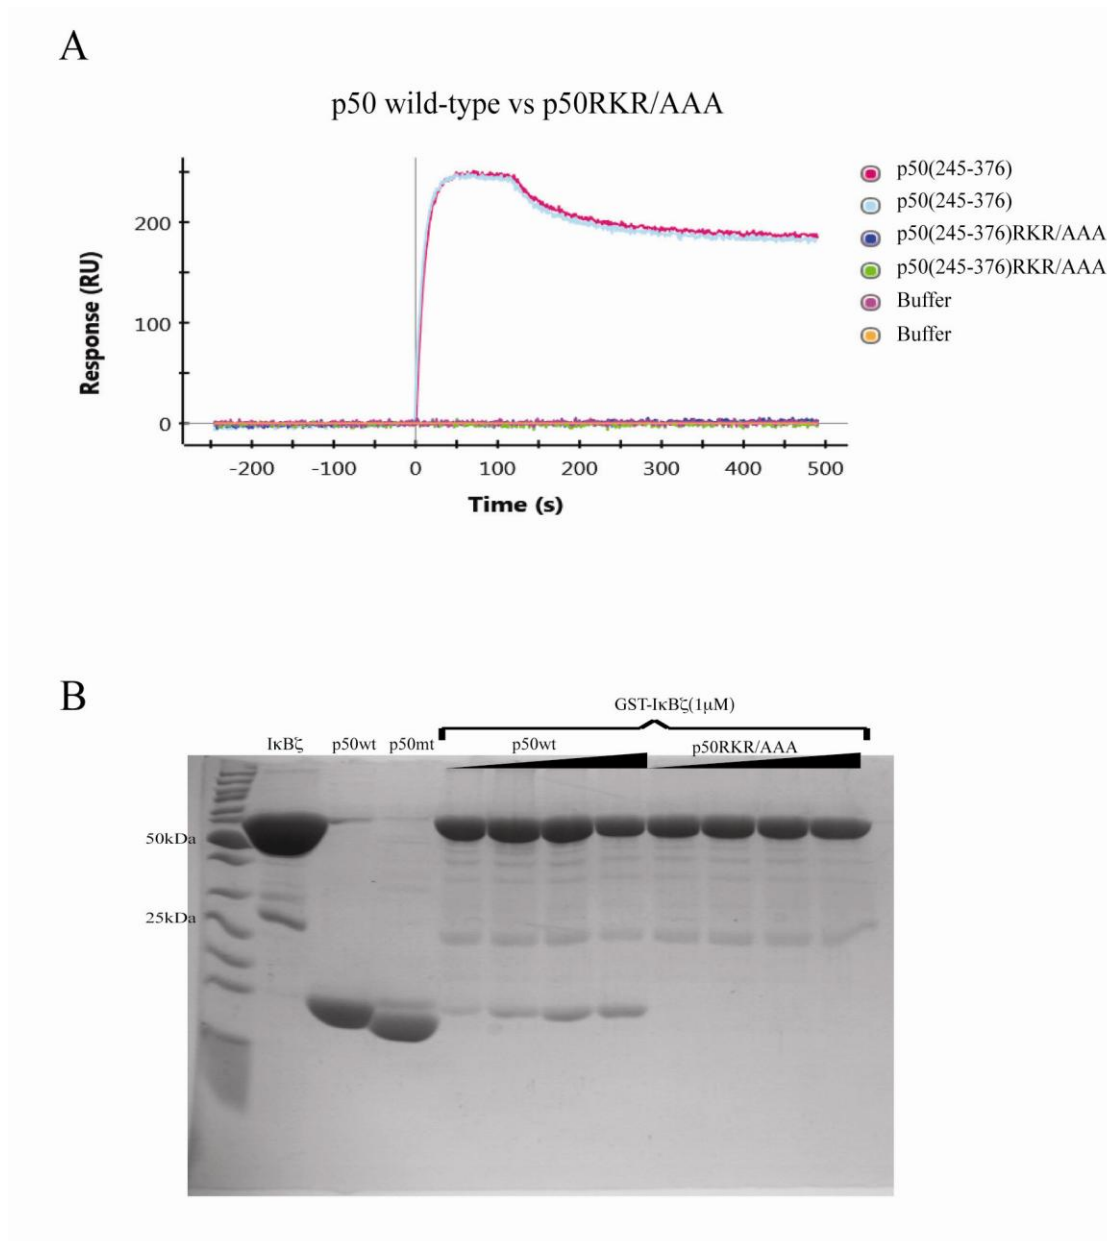 A
p50 wild-type vs p50RKR/AAA
Response (RU)
200
100
0
-200 -100 0 100 200 300 400 500
Time (s)
p50(245-376)
p50(245-376)
p50(245-376)RKR/AAA
p50(245-376)RKR/AAA
Buffer
Buffer
B
GST-IκBζ(1μM)
IκBζ p50wt p50mt p50wt p50RKR/AAA
50kDa
25kDa